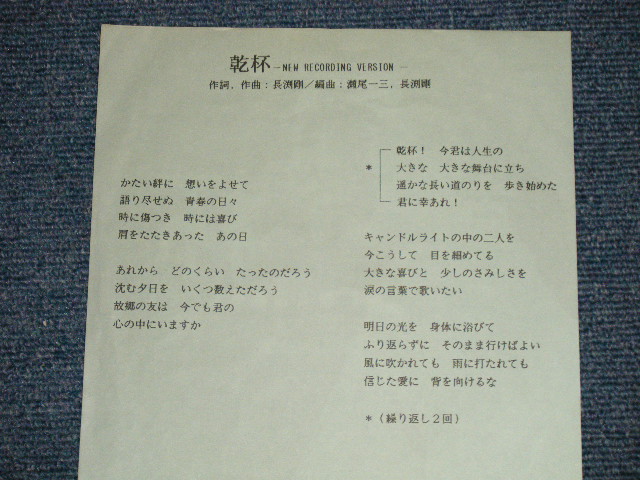 乾杯 —NEW RECORDING VERSION —
作詞，作曲：長渕剛／編曲：瀬尾一三，長渕剛
かたい絆に　想いをよせて
語り尽せぬ　青春の日々
時に傷つき　時には喜び
肩をたたきあった　あの日
あれから　どのくらい　たったのだろう
沈む夕日を　いくつ数えただろう
故郷の友は　今でも君の
心の中にいますか
乾杯！　今君は人生の
＊　大きな　大きな舞台に立ち
遥かな長い道のりを　歩き始めた
君に幸あれ！
キャンドルライトの中の二人を
今こうして　目を細めてる
大きな喜びと　少しのさみしさを
涙の言葉で歌いたい
明日の光を　身体に浴びて
ふり返らずに　そのまま行けばよい
風に吹かれても　雨に打たれても
信じた愛に　背を向けるな
＊（繰り返し２回）